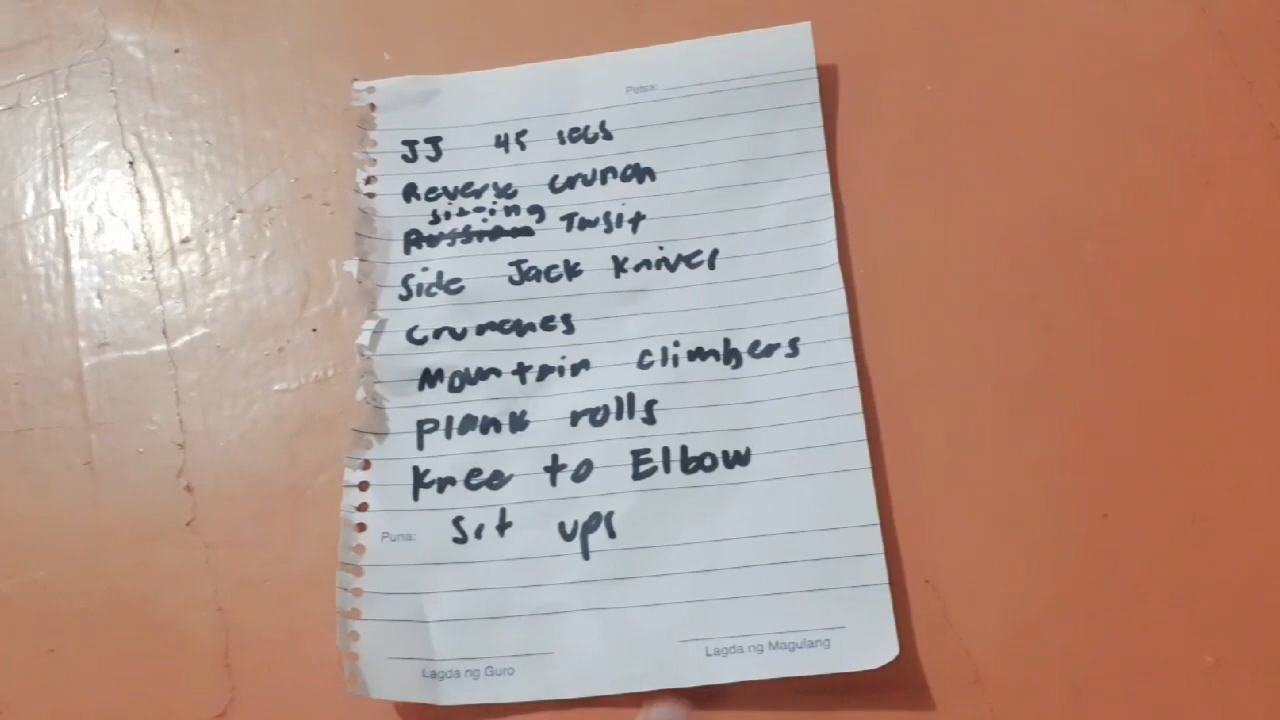 Petsa:
JJ 45 secs
Reverse crunch
sitting
Russian Twsit
Side Jack Knives
crunches
Mountain climbers
Plank rolls
Knee to Elbow
Puna: Sit ups
Lagda ng Guro
Lagda ng Magulang